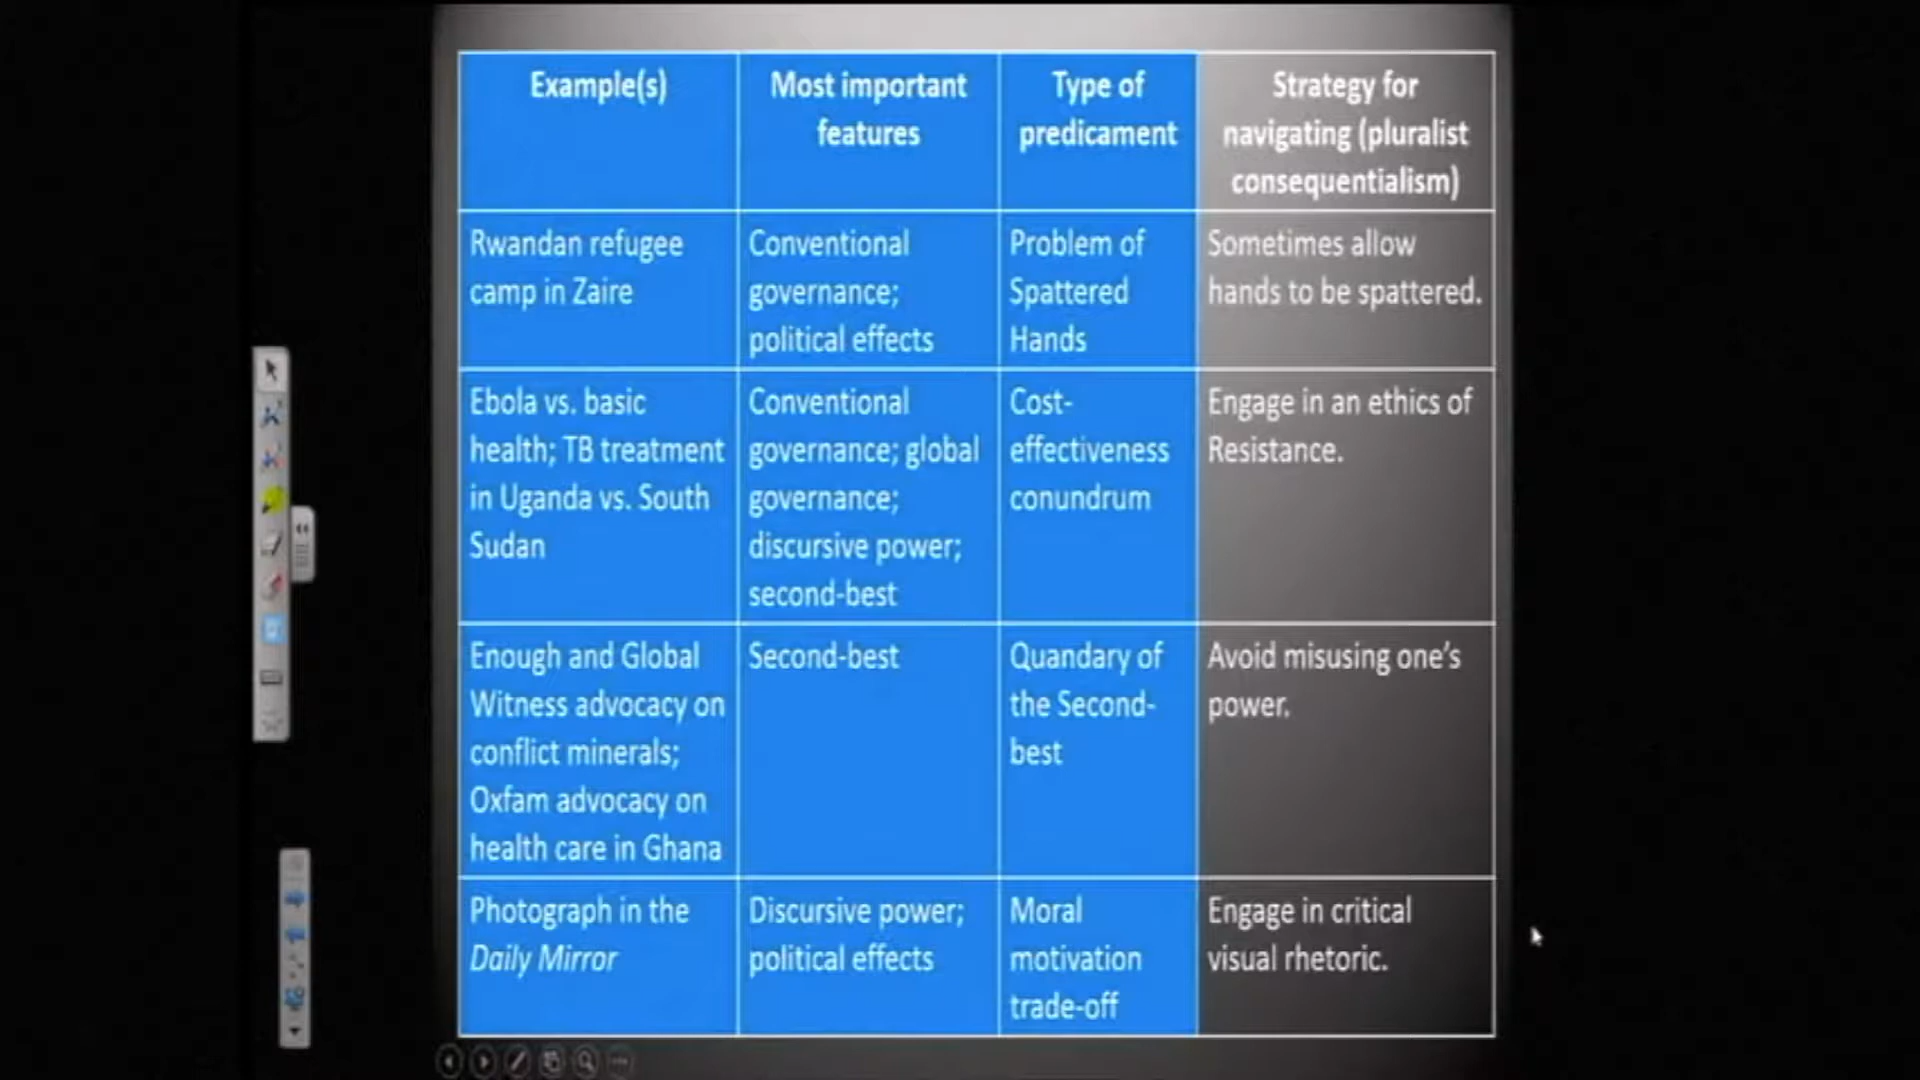 Example(s)
Most important
features
Type of
predicament
Strategy for
navigating (pluralist
consequentialism)
Rwandan refugee
camp in Zaire
Conventional
governance;
political effects
Problem of
Spattered
Hands
Sometimes allow
hands to be spattered.
Ebola vs. basic
health; TB treatment
in Uganda vs. South
Sudan
Conventional
governance; global
governance;
discursive power;
second-best
Cost-
effectiveness
conundrum
Engage in an ethics of
Resistance.
Enough and Global
Witness advocacy on
conflict minerals;
Oxfam advocacy on
health care in Ghana
Second-best
Quandary of
the Second-
best
Avoid misusing one's
power.
Photograph in the
Daily Mirror
Discursive power;
political effects
Moral
motivation
trade-off
Engage in critical
visual rhetoric.